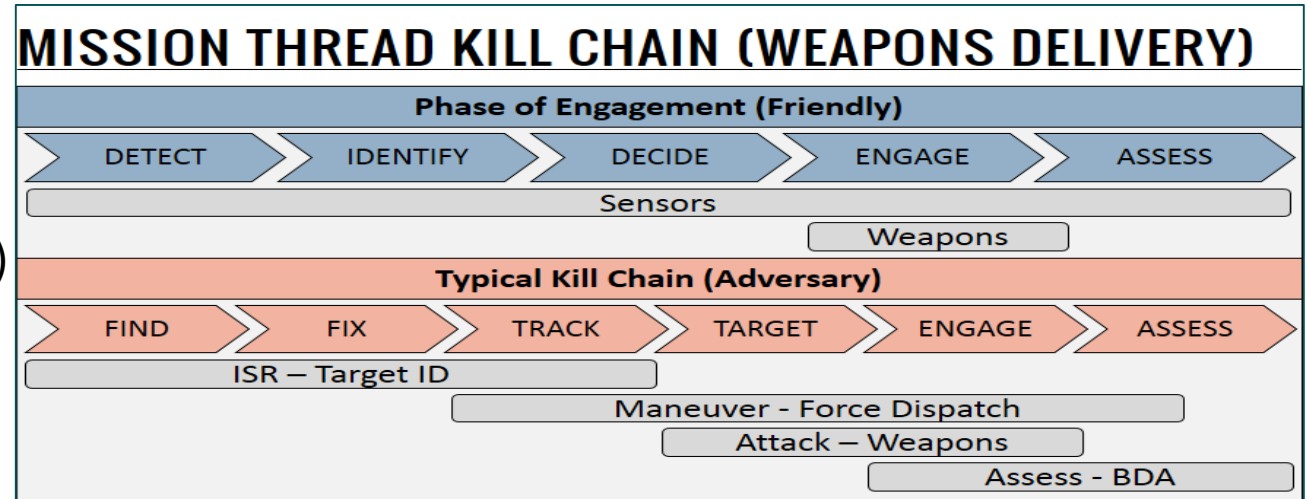 MISSION THREAD KILL CHAIN (WEAPONS DELIVERY)
Phase of Engagement (Friendly)
DETECT IDENTIFY DECIDE ENGAGE ASSESS
Sensors
Weapons
)
Typical Kill Chain (Adversary)
FIND FIX TRACK TARGET ENGAGE ASSESS
ISR – Target ID
Maneuver - Force Dispatch
Attack – Weapons
Assess - BDA